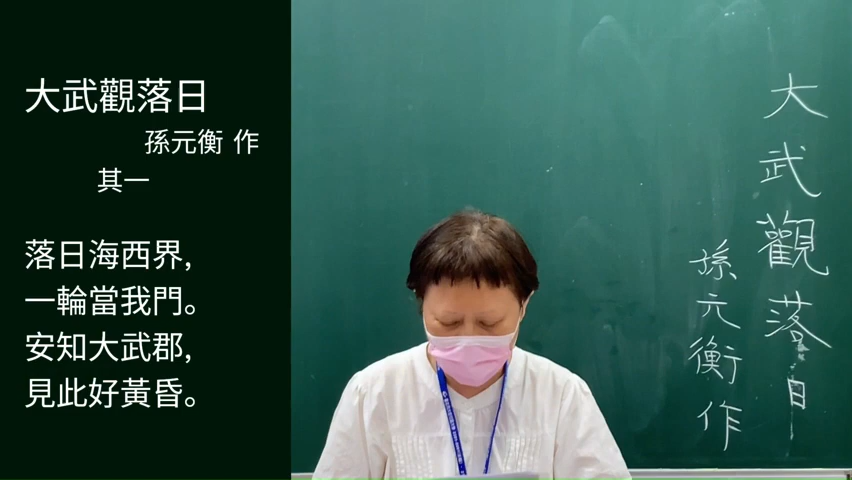 大武觀落日
孫元衡 作
其一
落日海西界,
一輪當我門。
安知大武郡,
見此好黃昏。
大武觀落日
孫元衡作